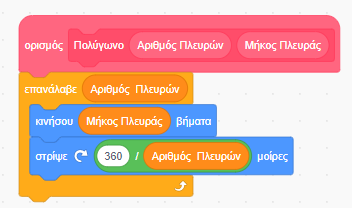 ορισμός Πολύγωνο Αριθμός Πλευρών Μήκος Πλευράς
επανάλαβε Αριθμός Πλευρών
κινήσου Μήκος Πλευράς βήματα
στρίψε 360 / Αριθμός Πλευρών μοίρες